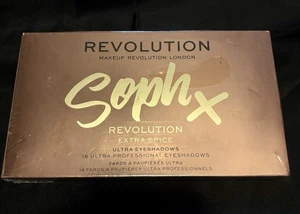 REVOLUTION
MAKEUP REVOLUTION LONDON
Soph X
REVOLUTION
EXTRA SPICE
ULTRA EYESHADOWS
18 ULTRA PROFESSIONAL EYESHADOWS
FARDS À PAUPIÈRES ULTRA
18 FARDS À PAUPIÈRES ULTRA PROFESSIONNELS